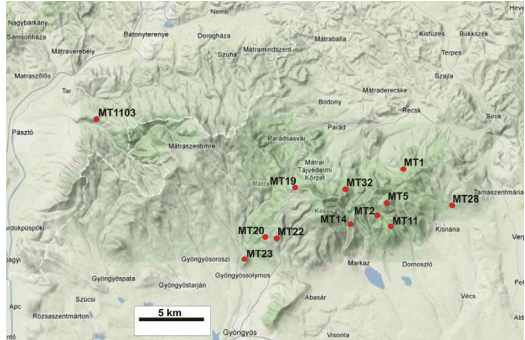 Nemti
Nagybárkány
Bátonyterenye
Dorogháza
Kisfüzes
Bükkszék
Sámsonháza
Mátraverebély
Szuha
Mátramindszent
Mátraballa
Terpes
Mátraszőlős
Szajla
Tar
Mátraderecske
Bodony
Recsk
MT1103
Sirok
Pásztó
Parádsasvár
Parád
Mátraszentimre
Mátrai
Tájvédelmi
Körzet
MT1
MT19
MT32
Tarnaszentmária
MT5
MT28
MT2
MT14
MT11
Kisnána
MT20
MT22
MT23
Gyöngyösoroszi
Markaz
Domoszló
Gyöngyössolymos
Gyöngyöspata
Gyöngyöstarján
Szücsi
Abasár
Vécs
Apc
Rózsaszentmárton
5 km
Gyöngyös
Visonta